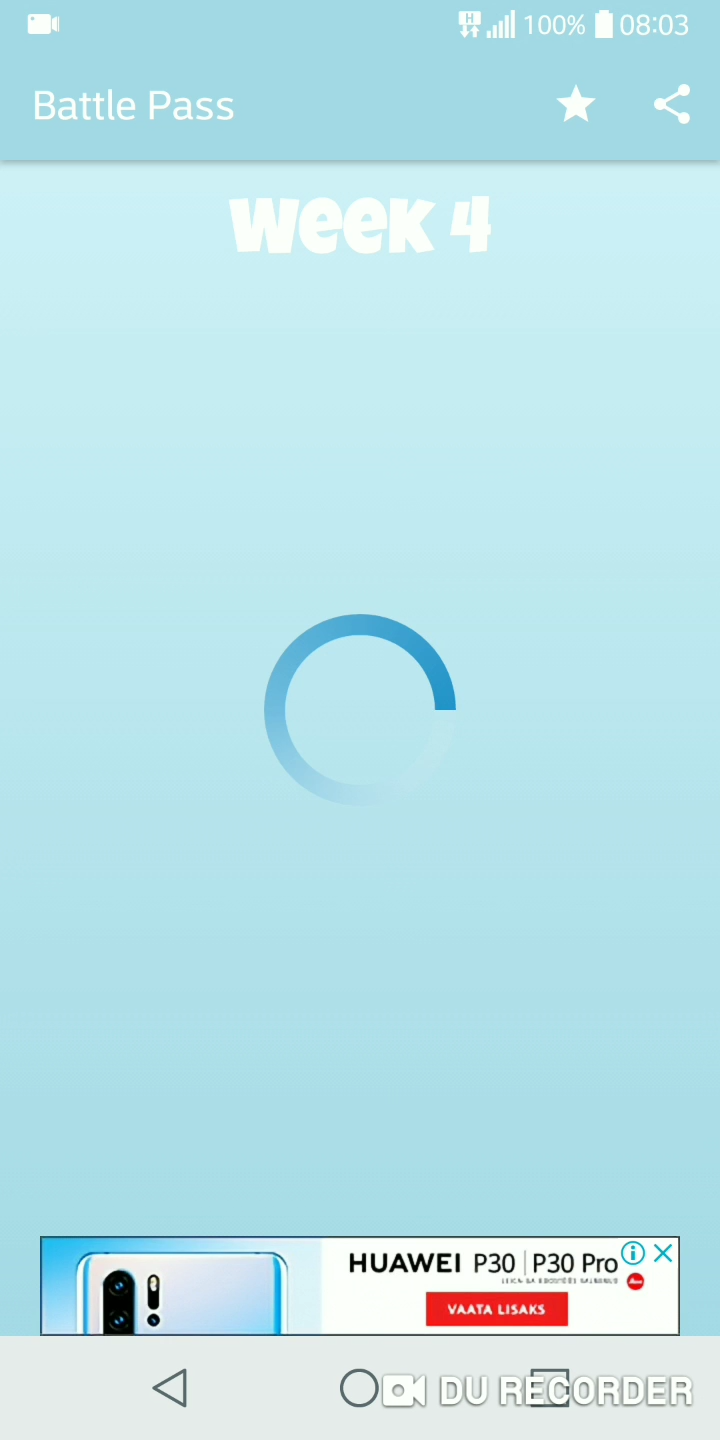 H 100% 08:03
Battle Pass
Week 4
HUAWEI P30 | P30 Pro
VAATA LISAKS
DU RECORDER